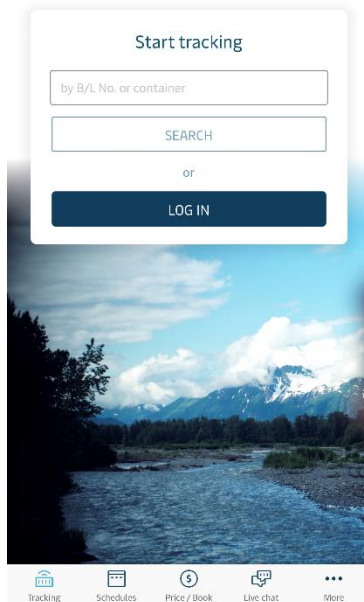 Start tracking
by B/L No. or container
SEARCH
or
LOG IN
Tracking
Schedules
Price / Book
Live chat
More